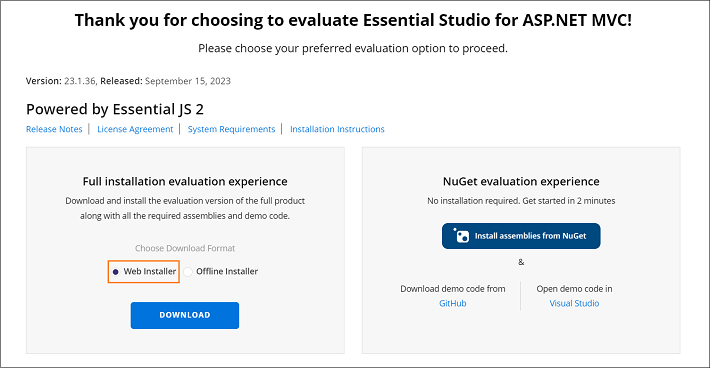 Thank you for choosing to evaluate Essential Studio for ASP.NET MVC!
Please choose your preferred evaluation option to proceed.
Version: 23.1.36, Released: September 15, 2023
Powered by Essential JS 2
Release Notes | License Agreement | System Requirements | Installation Instructions
Full installation evaluation experience
Download and install the evaluation version of the full product
along with all the required assemblies and demo code.
Choose Download Format
Web Installer Offline Installer
DOWNLOAD
NuGet evaluation experience
No installation required. Get started in 2 minutes
Install assemblies from NuGet
&
Download demo code from
GitHub
Open demo code in
Visual Studio